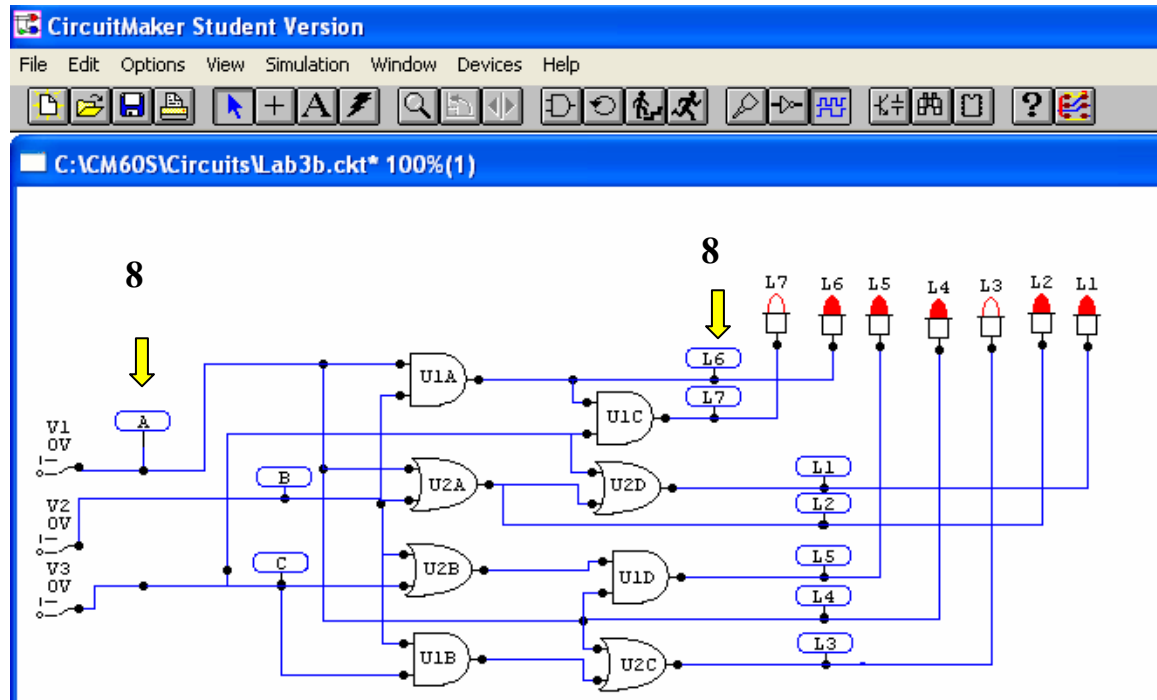 CircuitMaker Student Version
File Edit Options View Simulation Window Devices Help
C:\CM60S\Circuits\Lab3b.ckt* 100%(1)
8 8
L7 L6 L5 L4 L3 L2 L1
L6
U1A
L7
A
U1C
V1
0V
L1
B
U2A
U2D
L2
V2
0V
L5
C
U2B
V3
U1D
0V
L4
L3
U1B
U2C